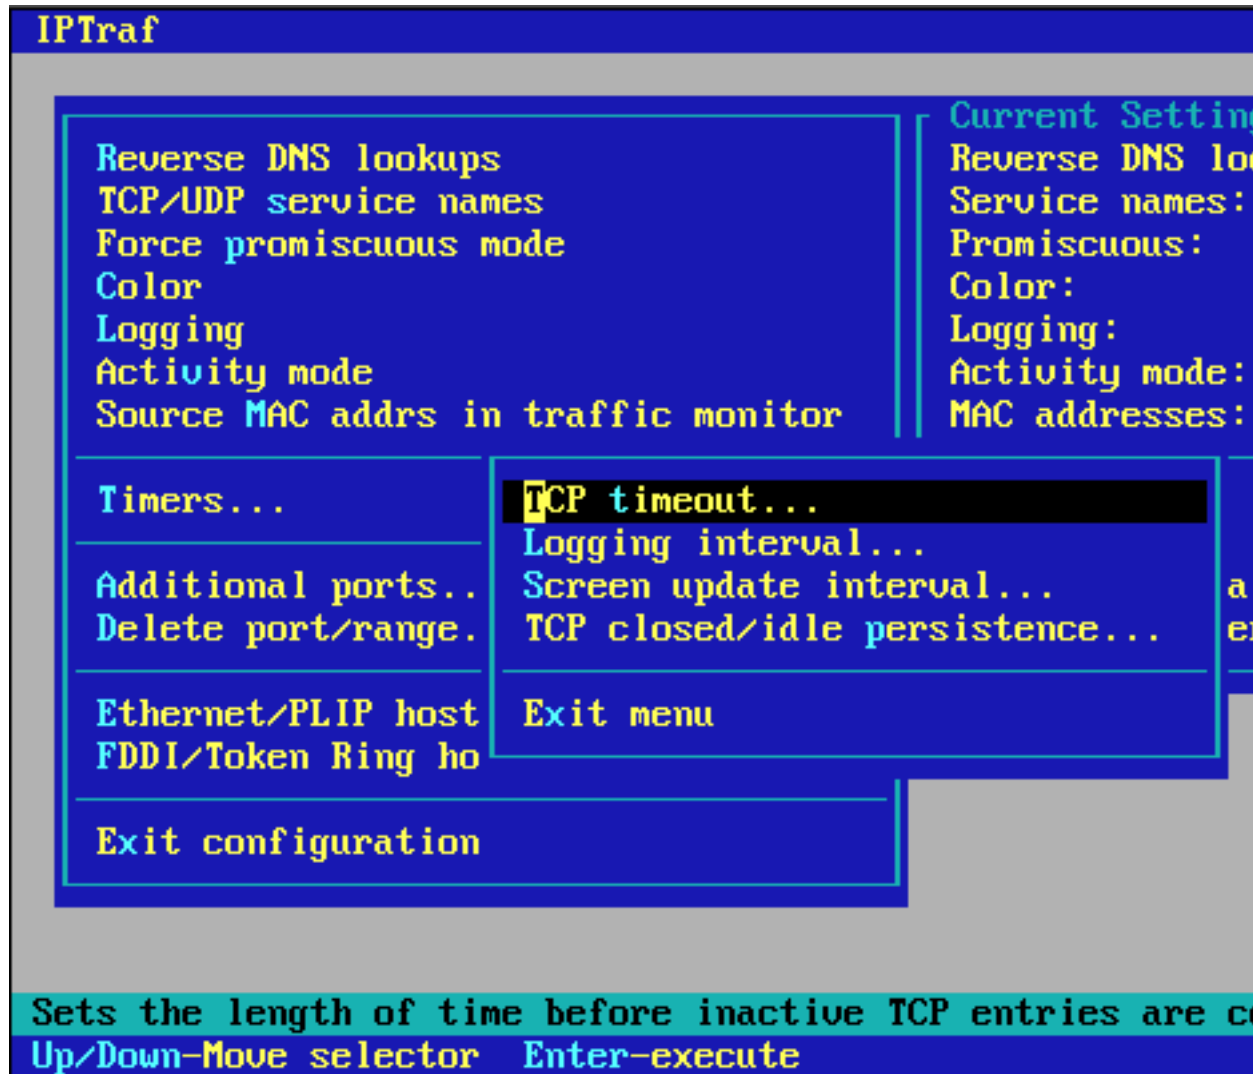 IPTraf
Current Setting
Reverse DNS lookups
TCP/UDP service names
Force promiscuous mode
Color
Logging
Activity mode
Source MAC addrs in traffic monitor
Reverse DNS loo
Service names:
Promiscuous:
Color:
Logging:
Activity mode:
MAC addresses:
Timers...
Additional ports..
Delete port/range.
Ethernet/PLIP host
FDDI/Token Ring ho
Exit configuration
TCP timeout...
Logging interval...
Screen update interval...
TCP closed/idle persistence...
Exit menu
Sets the length of time before inactive TCP entries are co
Up/Down-Move selector Enter-execute